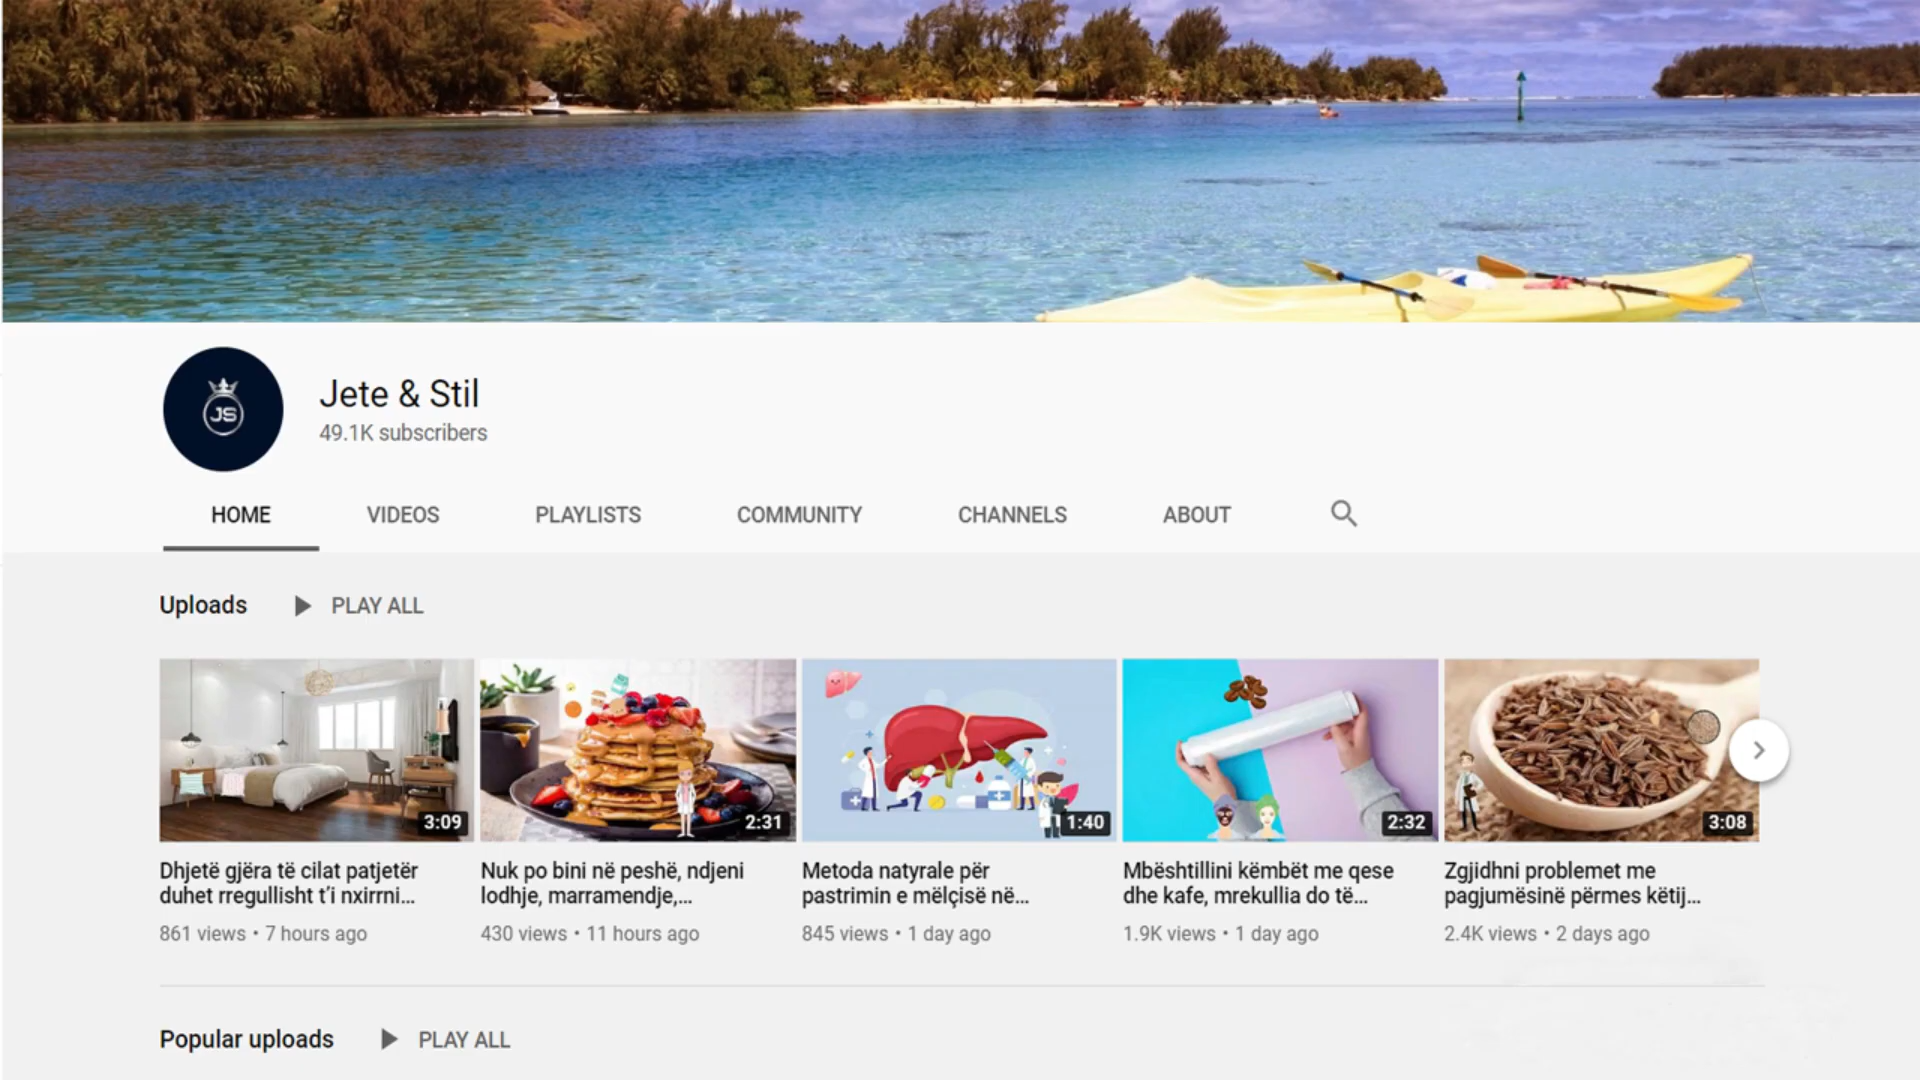 JS
Jete & Stil
49.1K subscribers
HOME VIDEOS PLAYLISTS COMMUNITY CHANNELS ABOUT
Uploads PLAY ALL
3:09 2:31 1:40 2:32 3:08
Dhjetë gjëra të cilat patjetër
duhet rregullisht t'i nxirrni...
861 views • 7 hours ago
Nuk po bini në peshë, ndjeni
lodhje, marramendje,...
430 views • 11 hours ago
Metoda natyrale për
pastrimin e mëlçisë në...
845 views • 1 day ago
Mbështillini këmbët me qese
dhe kafe, mrekullia do të...
1.9K views • 1 day ago
Zgjidhni problemet me
pagjumësinë përmes këtij...
2.4K views • 2 days ago
Popular uploads PLAY ALL